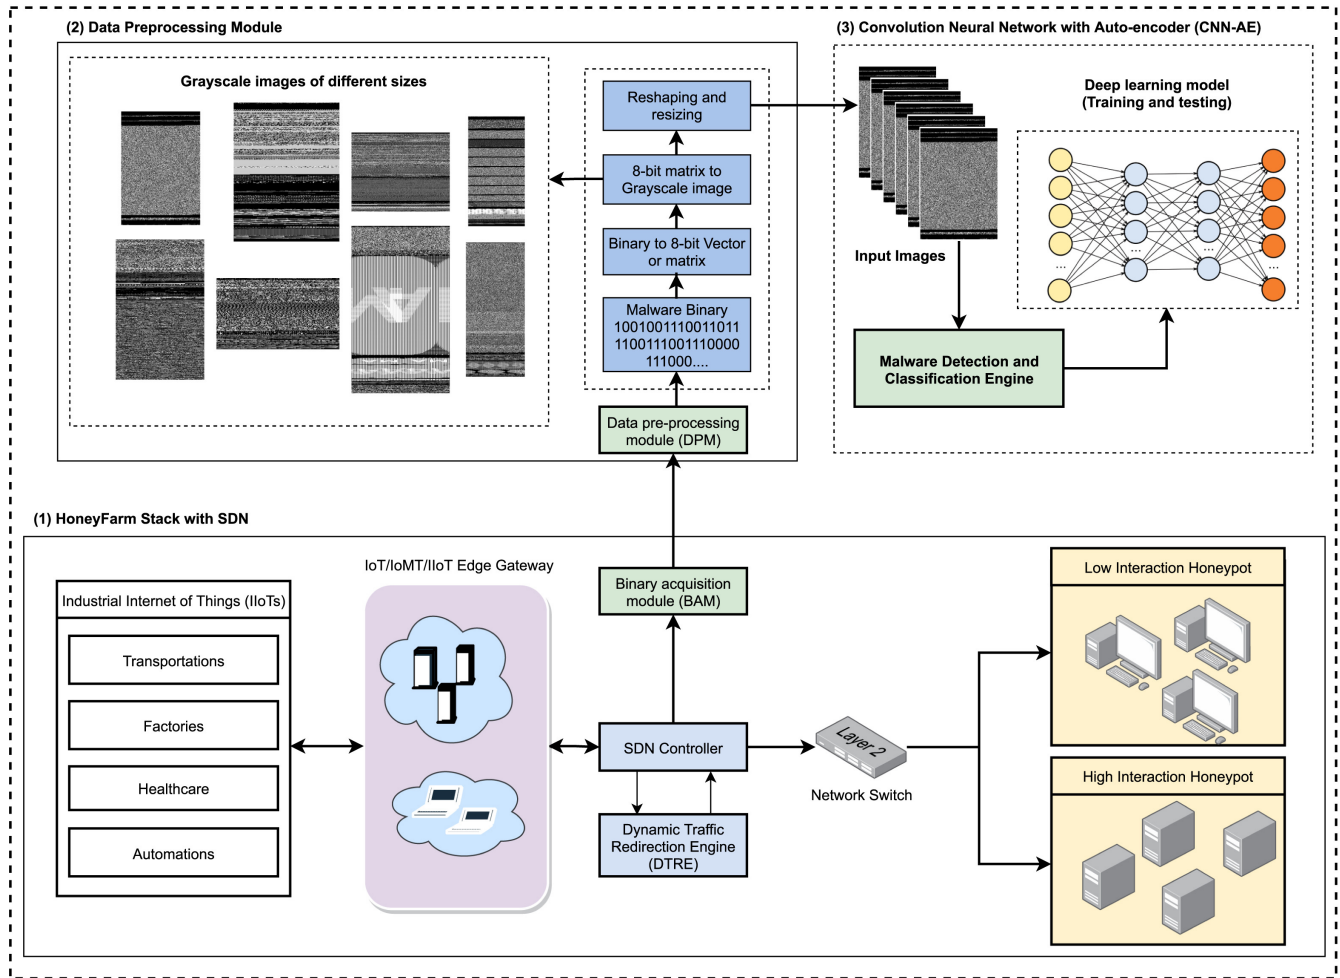 (2) Data Preprocessing Module
Grayscale images of different sizes
Reshaping and
resizing
8-bit matrix to
Grayscale image
Binary to 8-bit Vector
or matrix
Malware Binary
1001001110011011
1100111001110000
111000....
Data pre-processing
module (DPM)
(3) Convolution Neural Network with Auto-encoder (CNN-AE)
Deep learning model
(Training and testing)
Input Images
...
...
...
...
Malware Detection and
Classification Engine
(1) HoneyFarm Stack with SDN
Industrial Internet of Things (IIoTs)
Transportations
Factories
Healthcare
Automations
IoT/IoMT/IIoT Edge Gateway
Binary acquisition
module (BAM)
SDN Controller
Dynamic Traffic
Redirection Engine
(DTRE)
Layer 2
Network Switch
Low Interaction Honeypot
High Interaction Honeypot